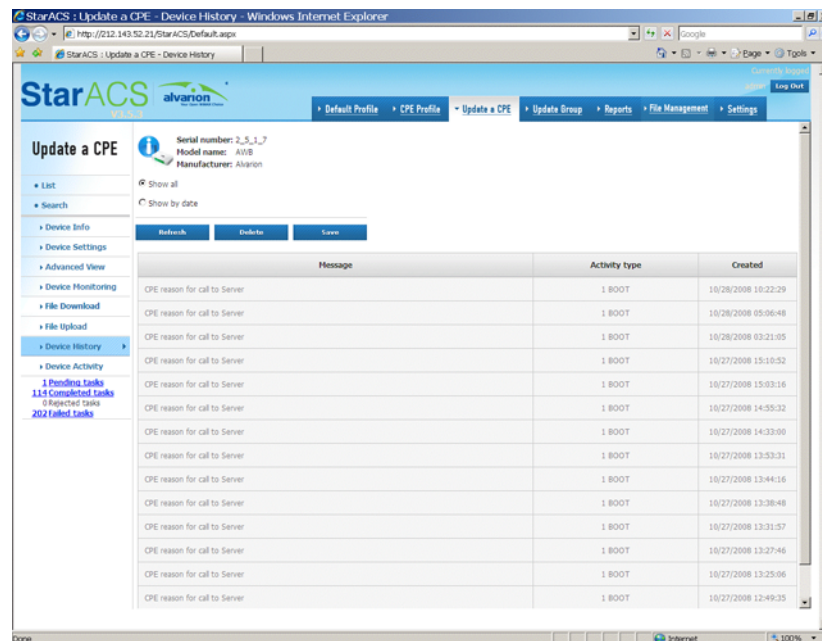 StarACS : Update a CPE - Device History - Windows Internet Explorer
http://212.143.52.21/StarACS/Default.aspx
Google
StarACS : Update a CPE - Device History
Page
Tools
StarACS
V3.5.3
alvarion
Currently logged
admin
Log Out
Default Profile
CPE Profile
Update a CPE
Update Group
Reports
File Management
Settings
Update a CPE
List
Search
Device Info
Device Settings
Advanced View
Device Monitoring
File Download
File Upload
Device History
Device Activity
1 Pending tasks
114 Completed tasks
0 Rejected tasks
202 Failed tasks
Serial number: 2_5_1_7
Model name: AWB
Manufacturer: Alvarion
Show all
Show by date
Refresh Delete Save
Message Activity type Created
CPE reason for call to Server 1 BOOT 10/28/2008 10:22:29
CPE reason for call to Server 1 BOOT 10/28/2008 05:06:48
CPE reason for call to Server 1 BOOT 10/28/2008 03:21:05
CPE reason for call to Server 1 BOOT 10/27/2008 15:10:52
CPE reason for call to Server 1 BOOT 10/27/2008 15:03:16
CPE reason for call to Server 1 BOOT 10/27/2008 14:55:32
CPE reason for call to Server 1 BOOT 10/27/2008 14:33:00
CPE reason for call to Server 1 BOOT 10/27/2008 13:53:31
CPE reason for call to Server 1 BOOT 10/27/2008 13:44:16
CPE reason for call to Server 1 BOOT 10/27/2008 13:38:48
CPE reason for call to Server 1 BOOT 10/27/2008 13:31:57
CPE reason for call to Server 1 BOOT 10/27/2008 13:27:46
CPE reason for call to Server 1 BOOT 10/27/2008 13:25:06
CPE reason for call to Server 1 BOOT 10/27/2008 12:49:35
Done
Internet
100%